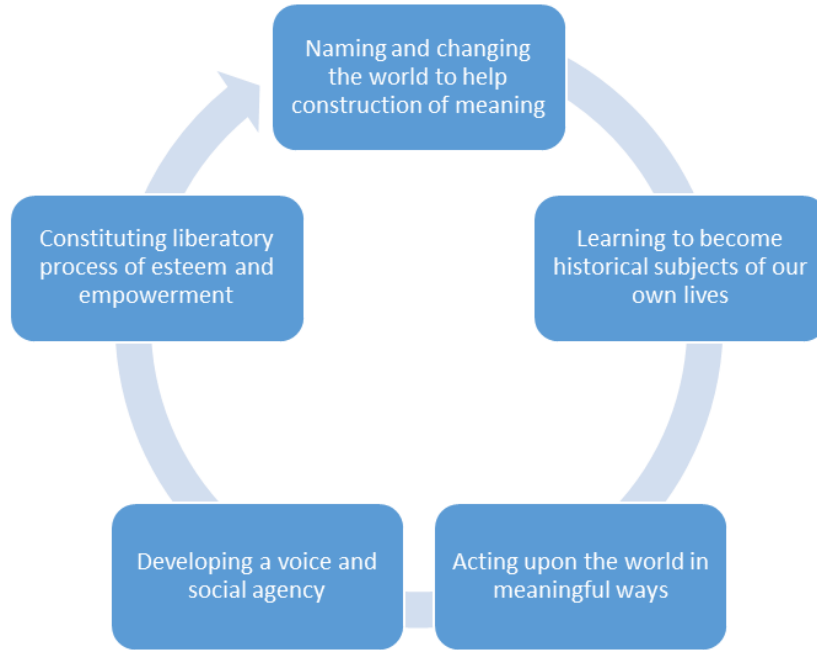 Naming and changing
the world to help
construction of meaning
Learning to become
historical subjects of our
own lives
Acting upon the world in
meaningful ways
Developing a voice and
social agency
Constituting liberatory
process of esteem and
empowerment